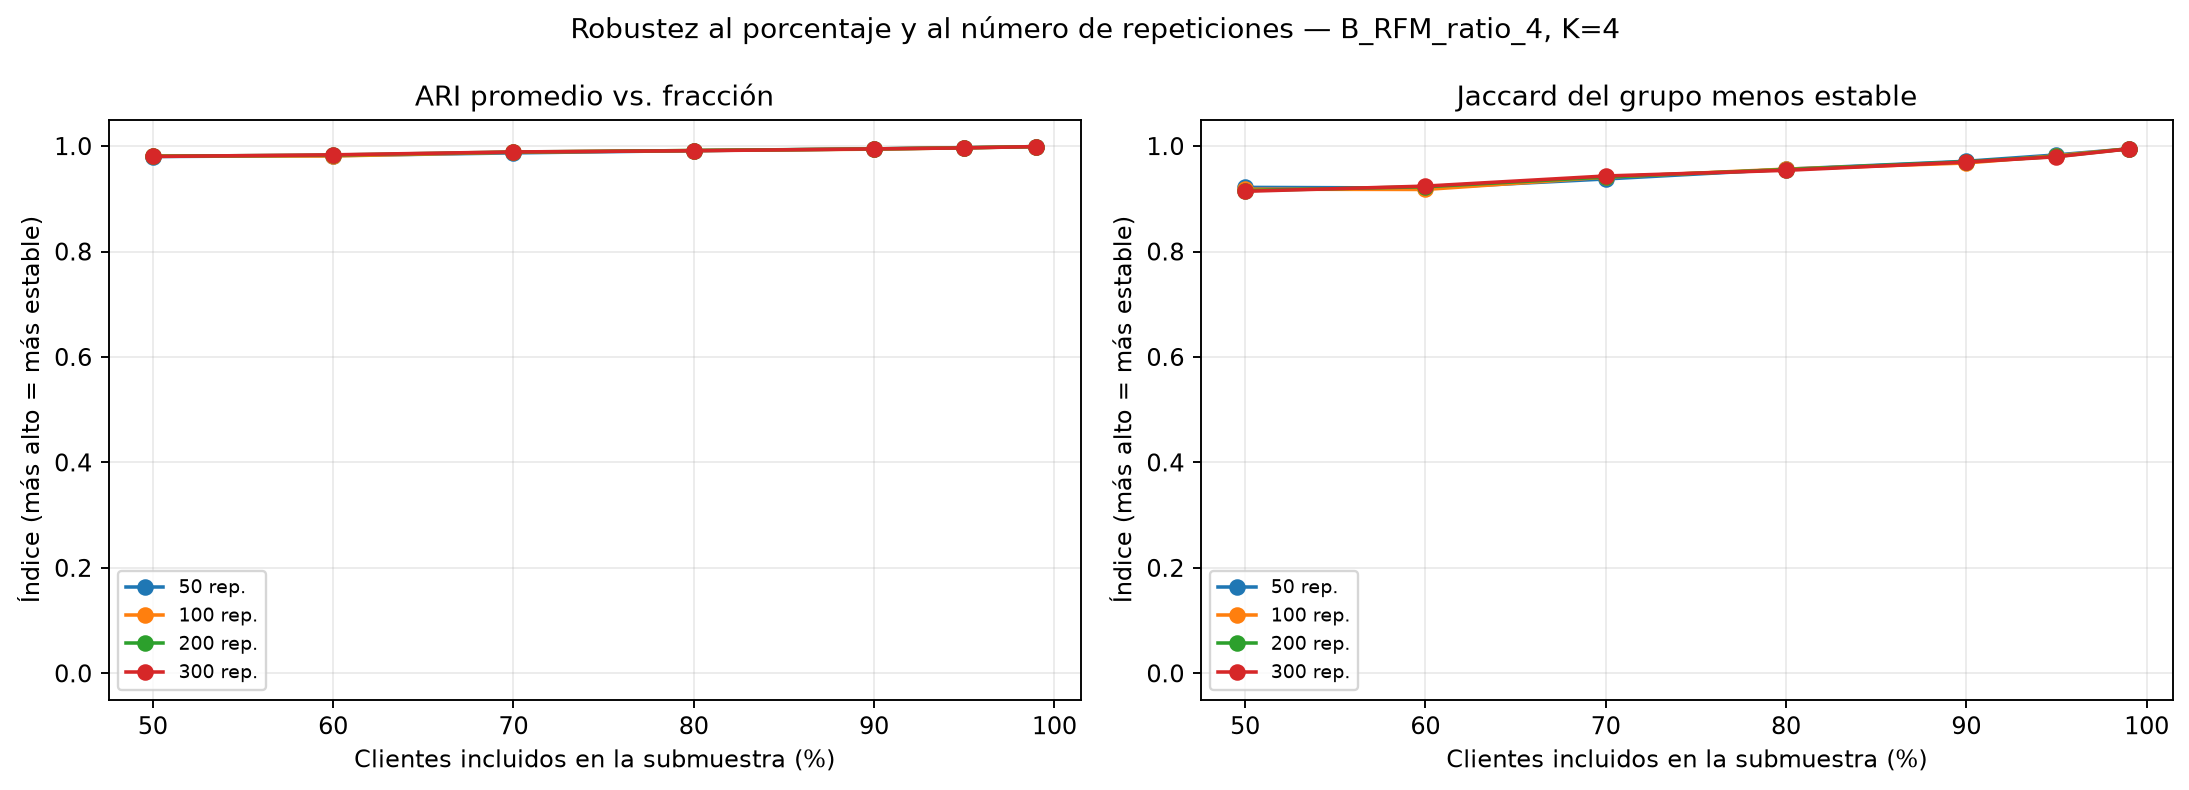 Robustez al porcentaje y al número de repeticiones — B_RFM_ratio_4, K=4
ARI promedio vs. fracción
Índice (más alto = más estable)
1.0
0.8
0.6
0.4
0.2
0.0
50 rep.
100 rep.
200 rep.
300 rep.
50 60 70 80 90 100
Clientes incluidos en la submuestra (%)
Jaccard del grupo menos estable
Índice (más alto = más estable)
1.0
0.8
0.6
0.4
0.2
0.0
50 rep.
100 rep.
200 rep.
300 rep.
50 60 70 80 90 100
Clientes incluidos en la submuestra (%)